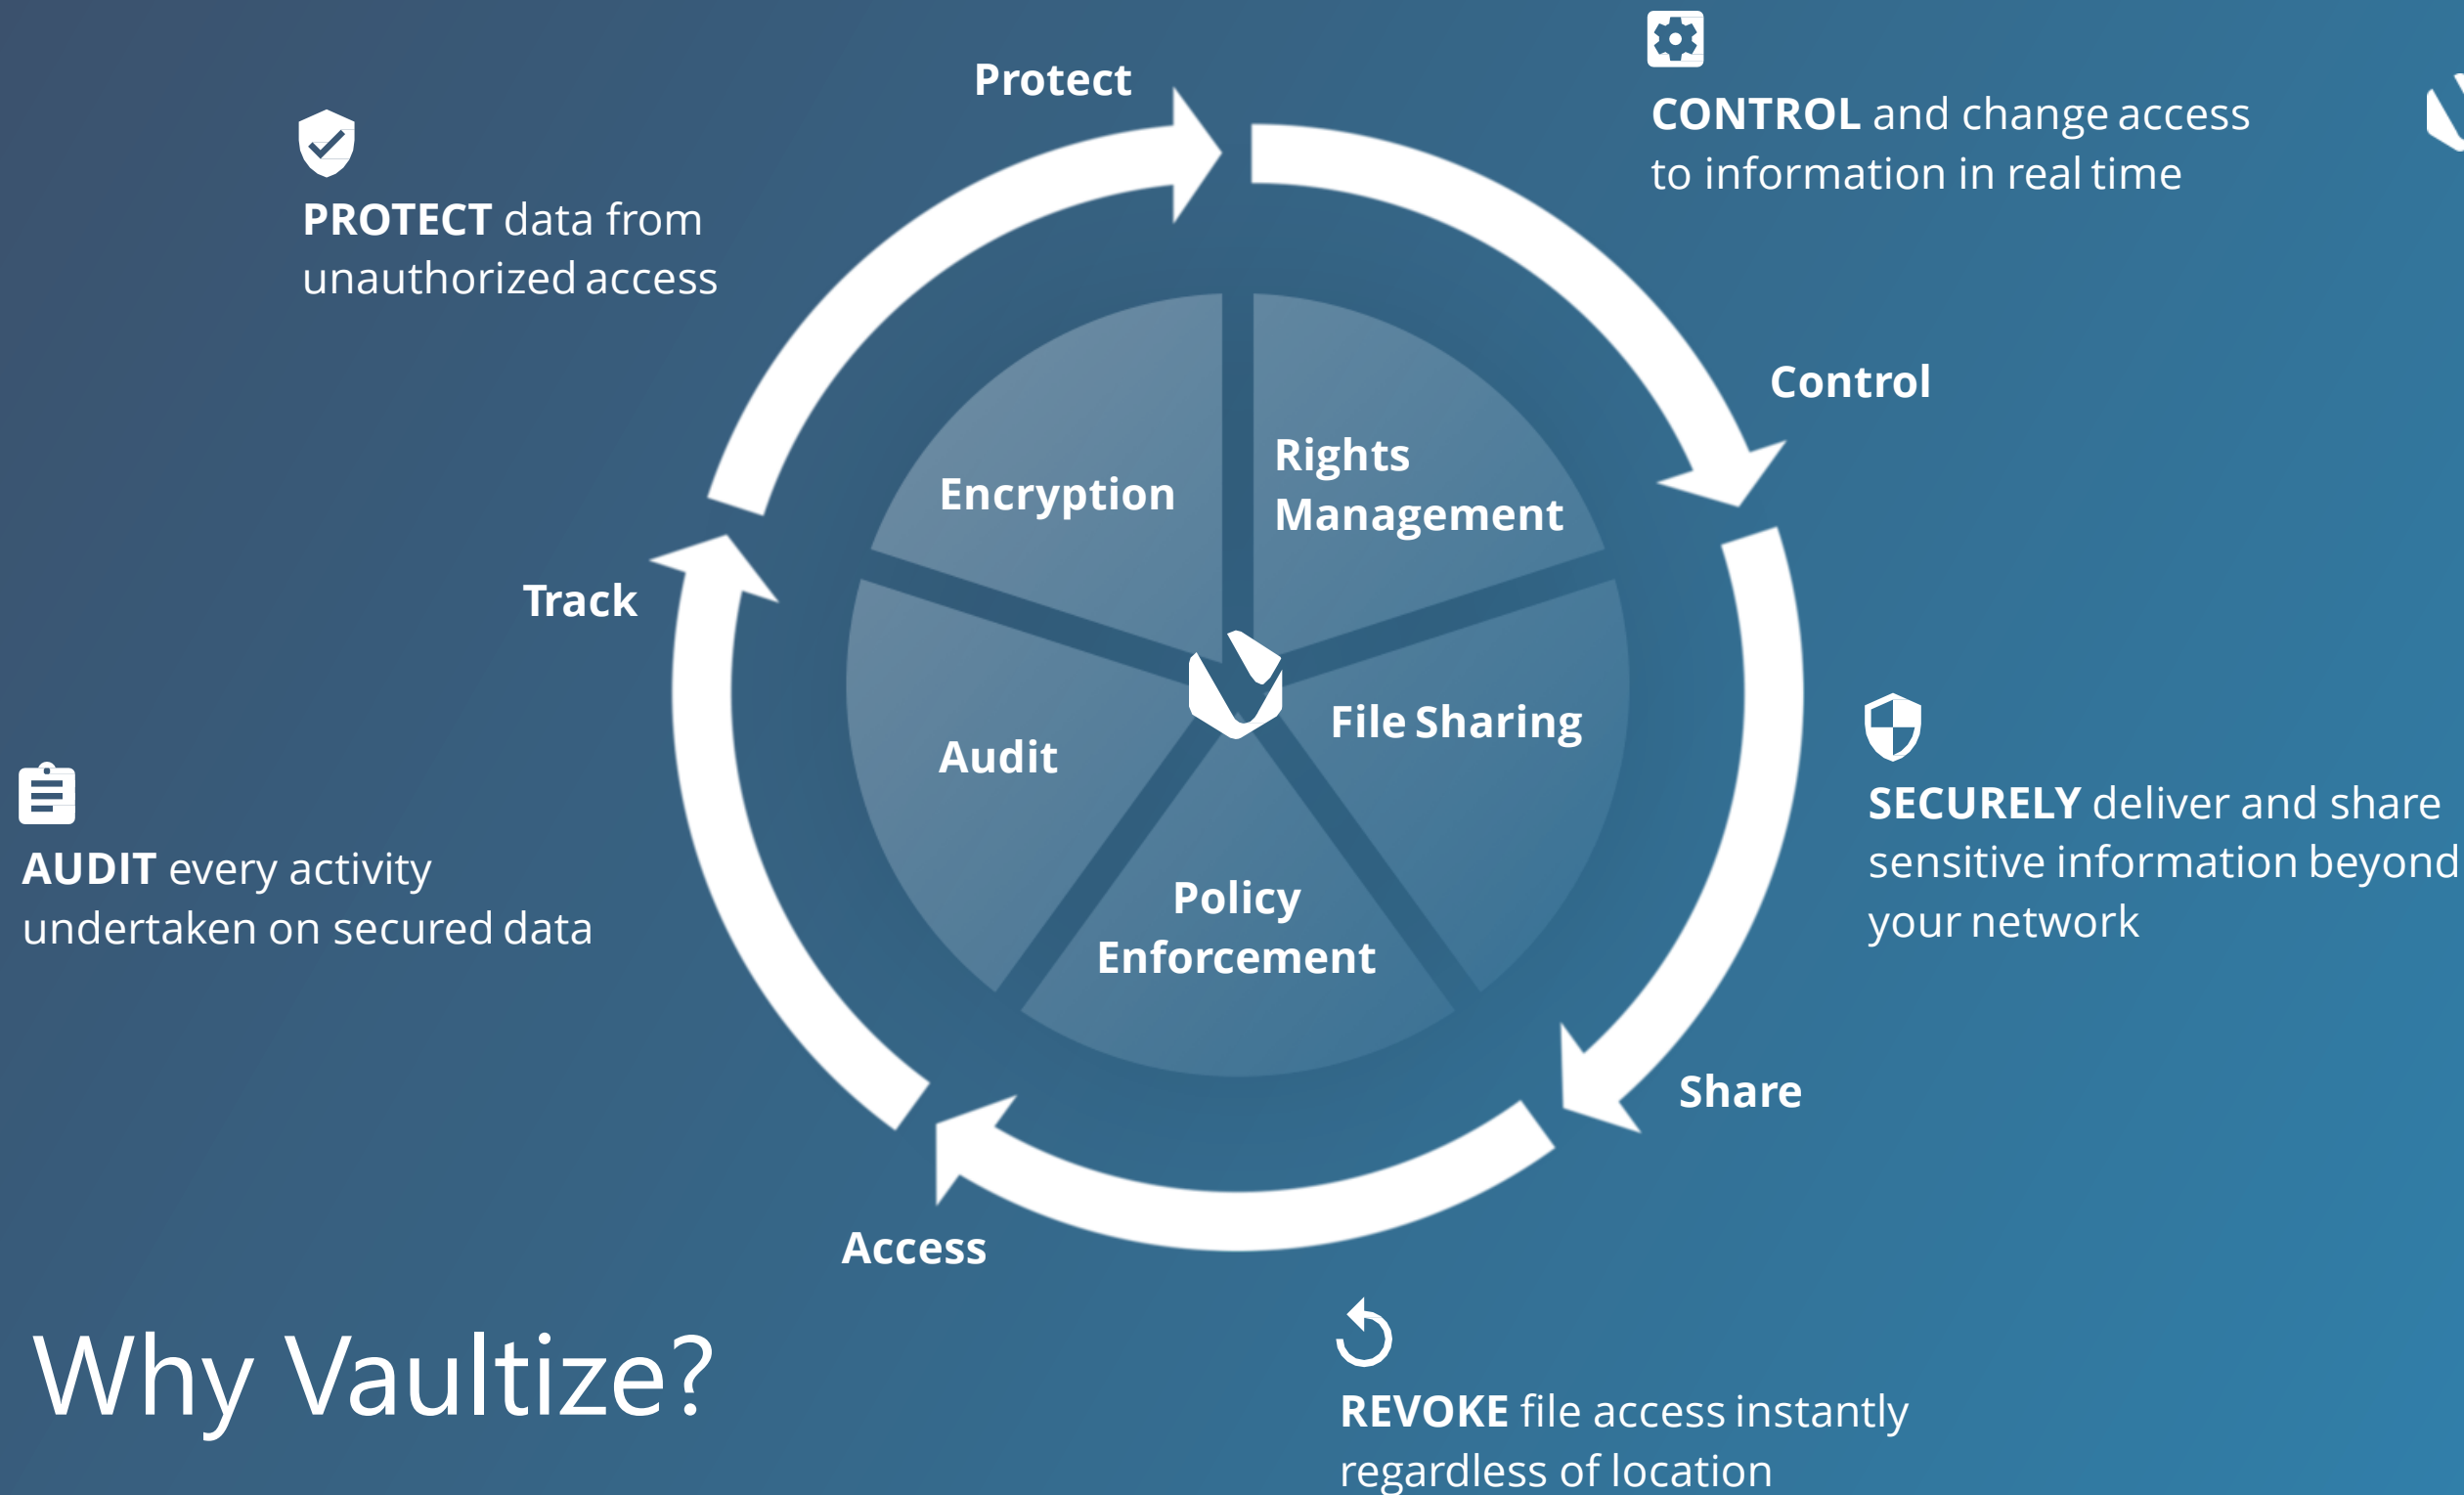 Protect
CONTROL and change access
to information in real time
PROTECT data from
unauthorized access
Control
Rights
Management
Encryption
Track
File Sharing
Audit
SECURELY deliver and share
sensitive information beyond
your network
AUDIT every activity
undertaken on secured data
Policy
Enforcement
Share
Access
Why Vaultize?
REVOKE file access instantly
regardless of location